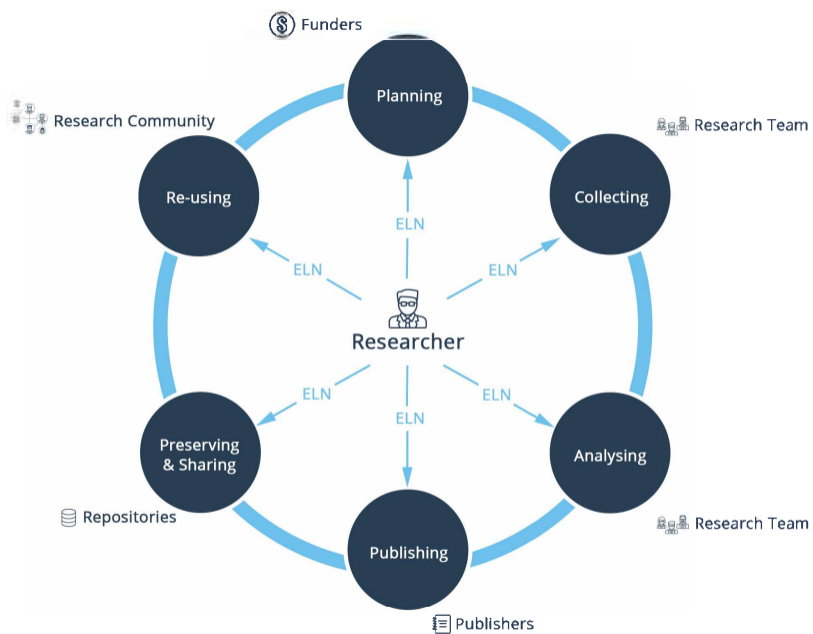 Funders
Planning
Research Community
Research Team
Re-using
Collecting
ELN
ELN
ELN
Researcher
ELN
ELN
ELN
Preserving
& Sharing
Analysing
Repositories
Research Team
Publishing
Publishers